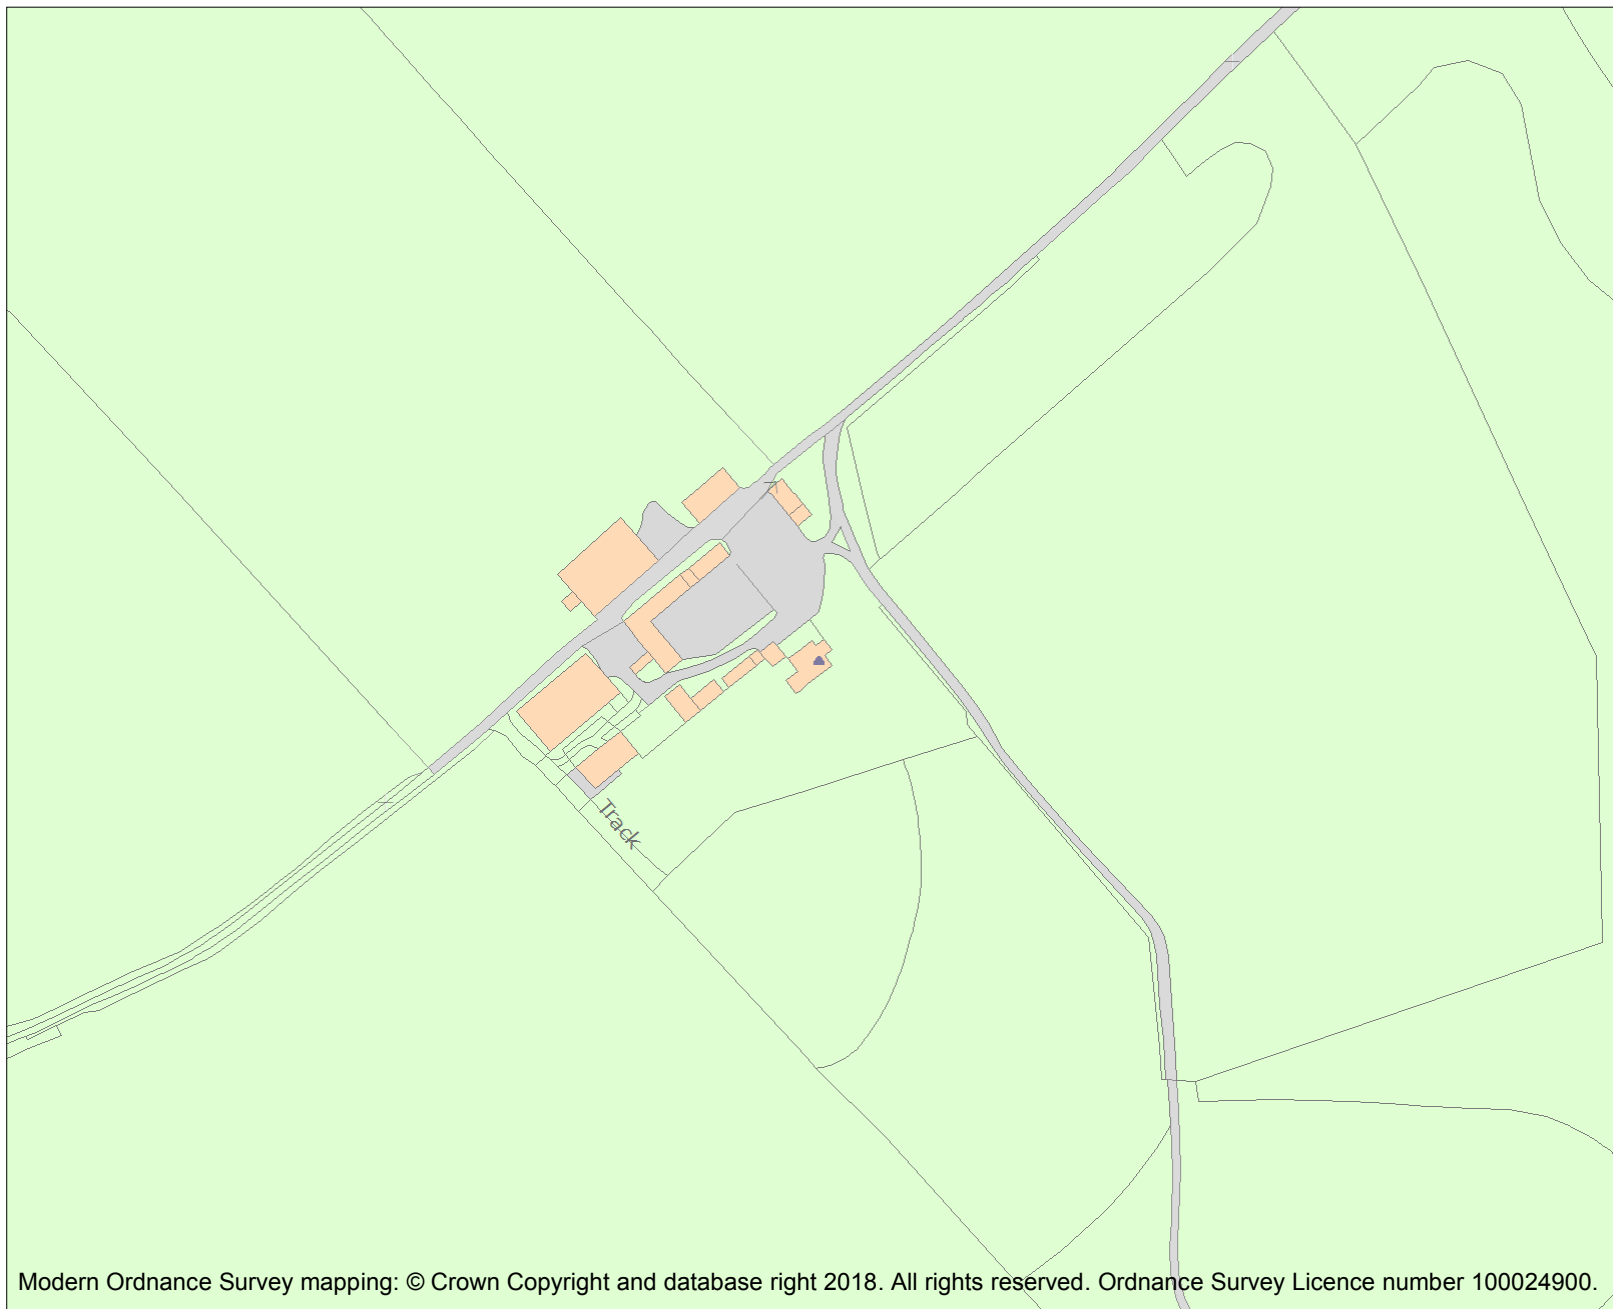 Track
Modern Ordnance Survey mapping: © Crown Copyright and database right 2018. All rights reserved. Ordnance Survey Licence number 100024900.